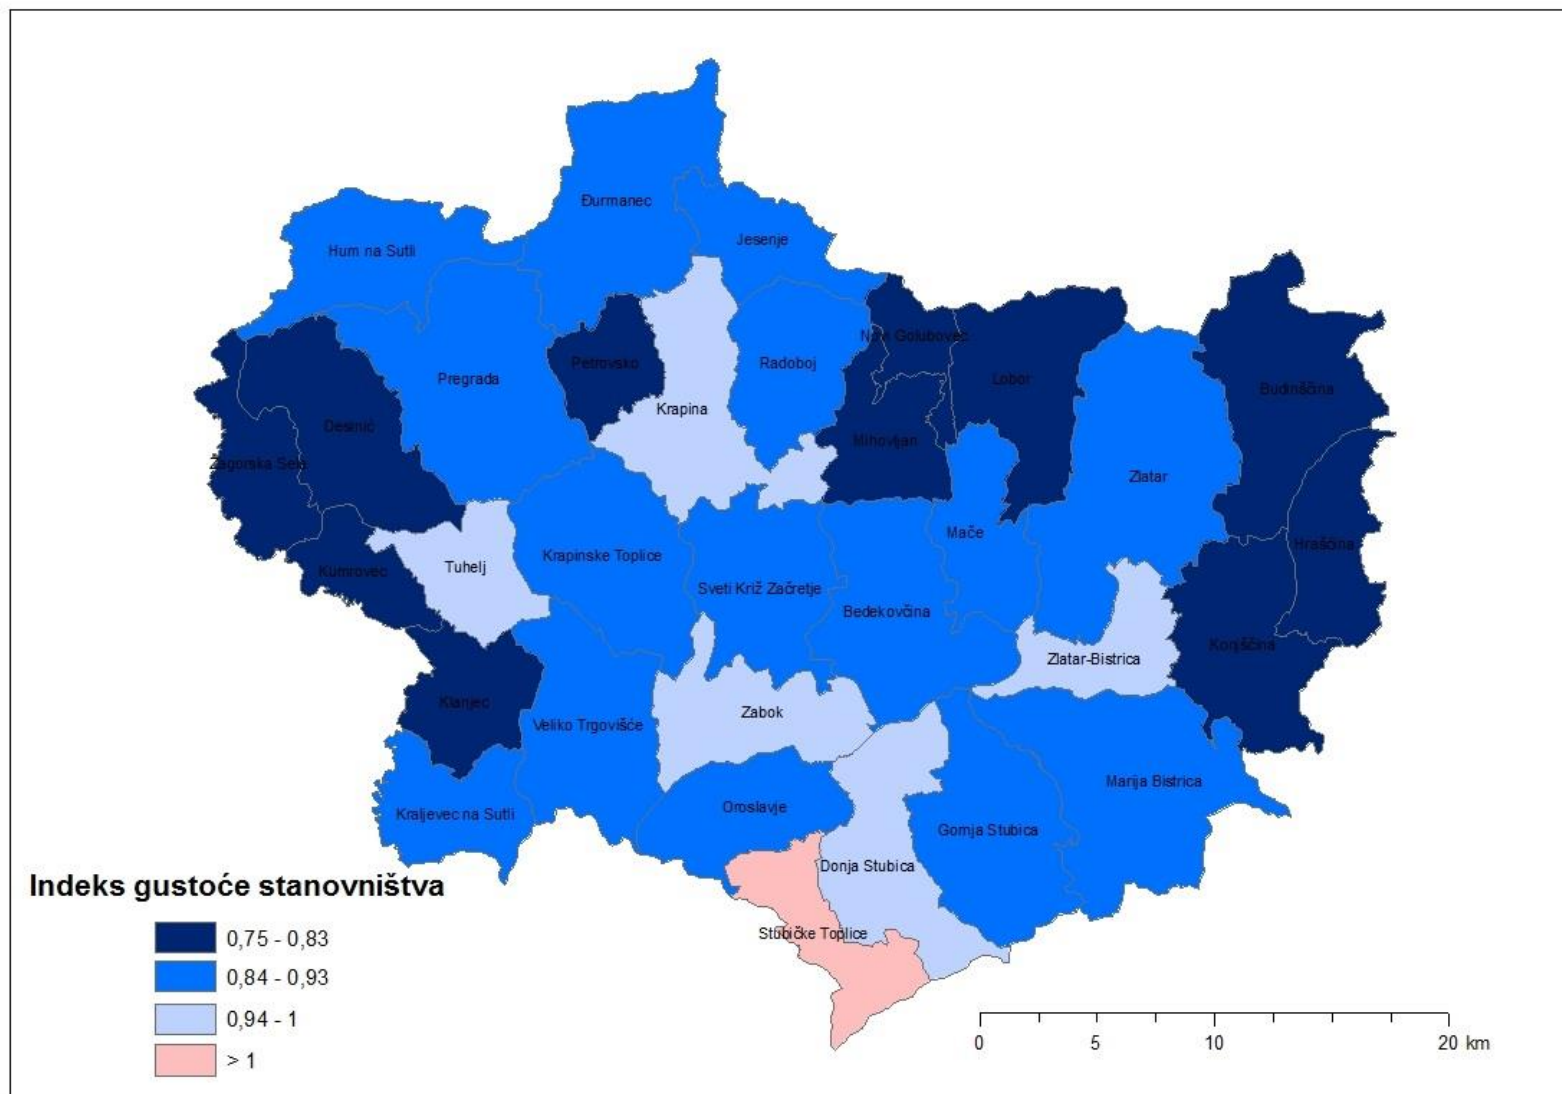 Đurmanec
Jesenje
Hum na Sutli
Novi Golubovec
Petrovsko
Radoboj
Pregrada
Lobor
Budinščina
Krapina
Desinić
Mihovljan
Zagorska Sela
Zlatar
Mače
Hrašćina
Krapinske Toplice
Tuhelj
Kumrovec
Sveti Križ Začretje
Bedekovčina
Konjščina
Zlatar-Bistrica
Klanjec
Zabok
Veliko Trgovišće
Marija Bistrica
Oroslavje
Kraljevec na Sutli
Gornja Stubica
Donja Stubica
Stubičke Toplice
Indeks gustoće stanovništva
0,75 - 0,83
0,84 - 0,93
0,94 - 1
> 1
0 5 10 20 km